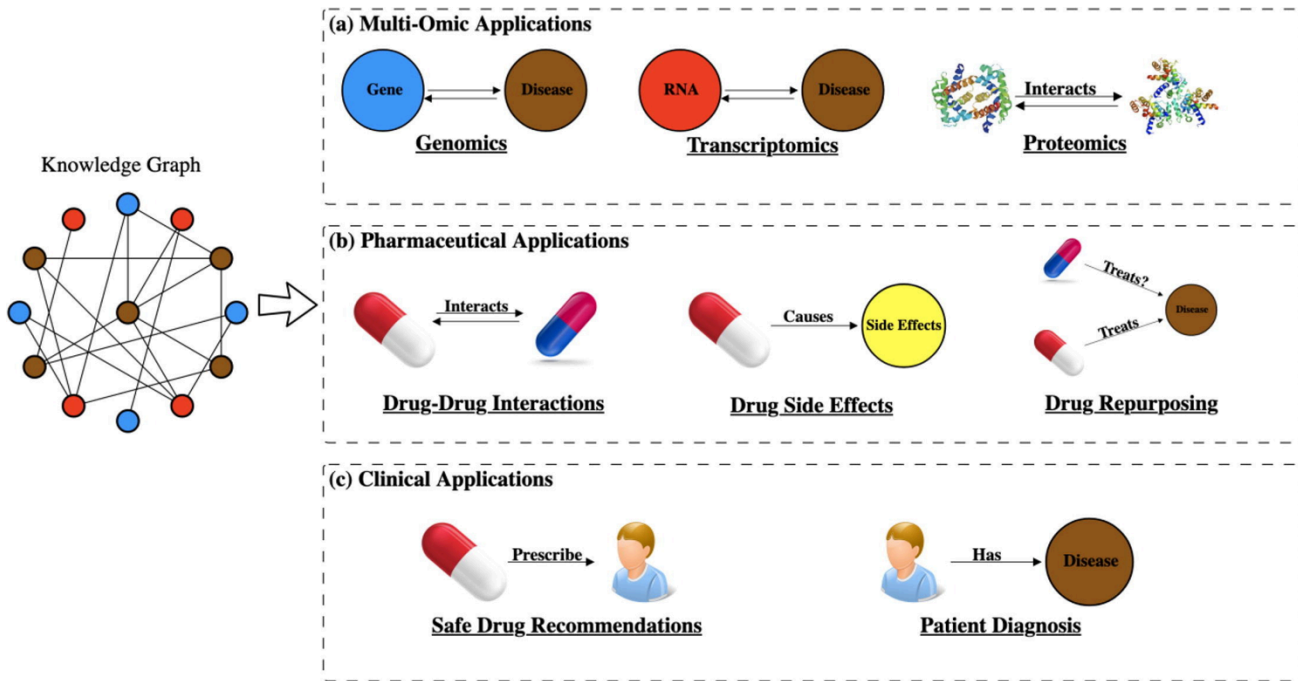 Knowledge Graph
(a) Multi-Omic Applications
Gene
Disease
Genomics
RNA
Disease
Transcriptomics
Interacts
Proteomics
(b) Pharmaceutical Applications
Interacts
Drug-Drug Interactions
Causes
Side Effects
Drug Side Effects
Treats?
Treats
Disease
Drug Repurposing
(c) Clinical Applications
Prescribe
Safe Drug Recommendations
Has
Disease
Patient Diagnosis